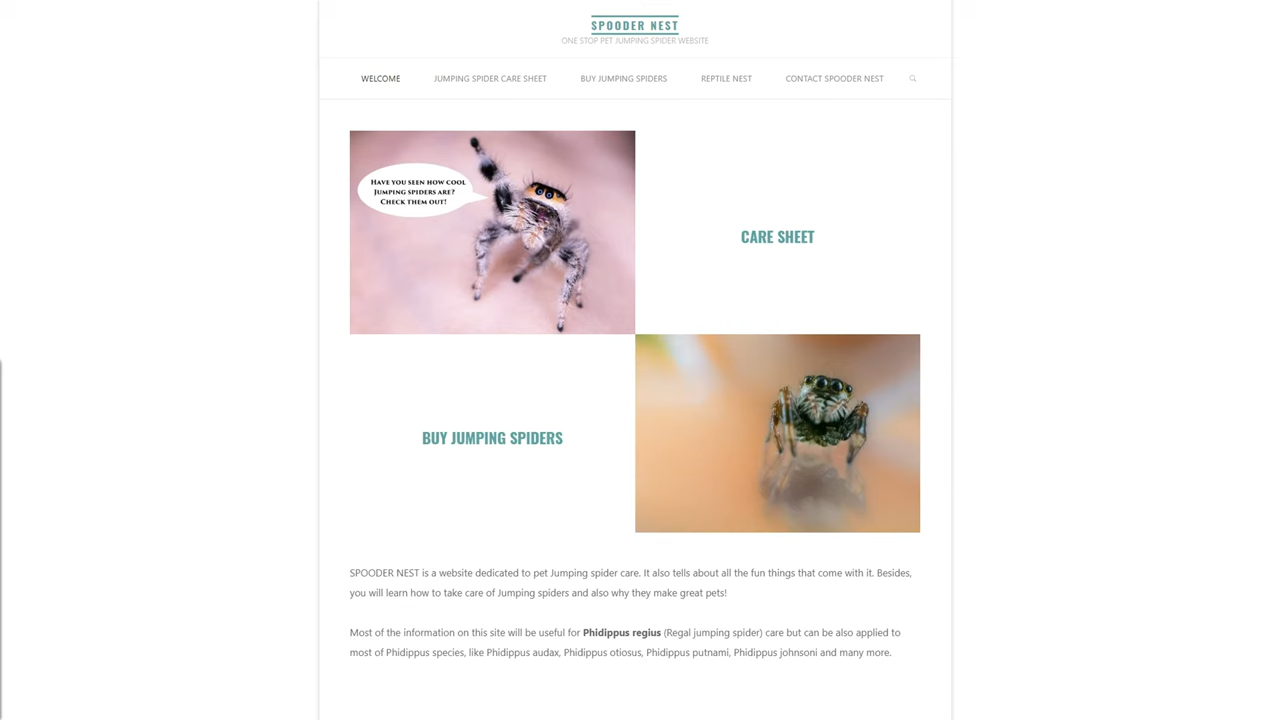 SPOODER NEST
ONE STOP PET JUMPING SPIDER WEBSITE
WELCOME JUMPING SPIDER CARE SHEET BUY JUMPING SPIDERS REPTILE NEST CONTACT SPOODER NEST
HAVE YOU SEEN HOW COOL
JUMPING SPIDERS ARE?
CHECK THEM OUT!
CARE SHEET
BUY JUMPING SPIDERS
SPOODER NEST is a website dedicated to pet Jumping spider care. It also tells about all the fun things that come with it. Besides,
you will learn how to take care of Jumping spiders and also why they make great pets!
Most of the information on this site will be useful for Phidippus regius (Regal jumping spider) care but can be also applied to
most of Phidippus species, like Phidippus audax, Phidippus otiosus, Phidippus putnami, Phidippus johnsoni and many more.